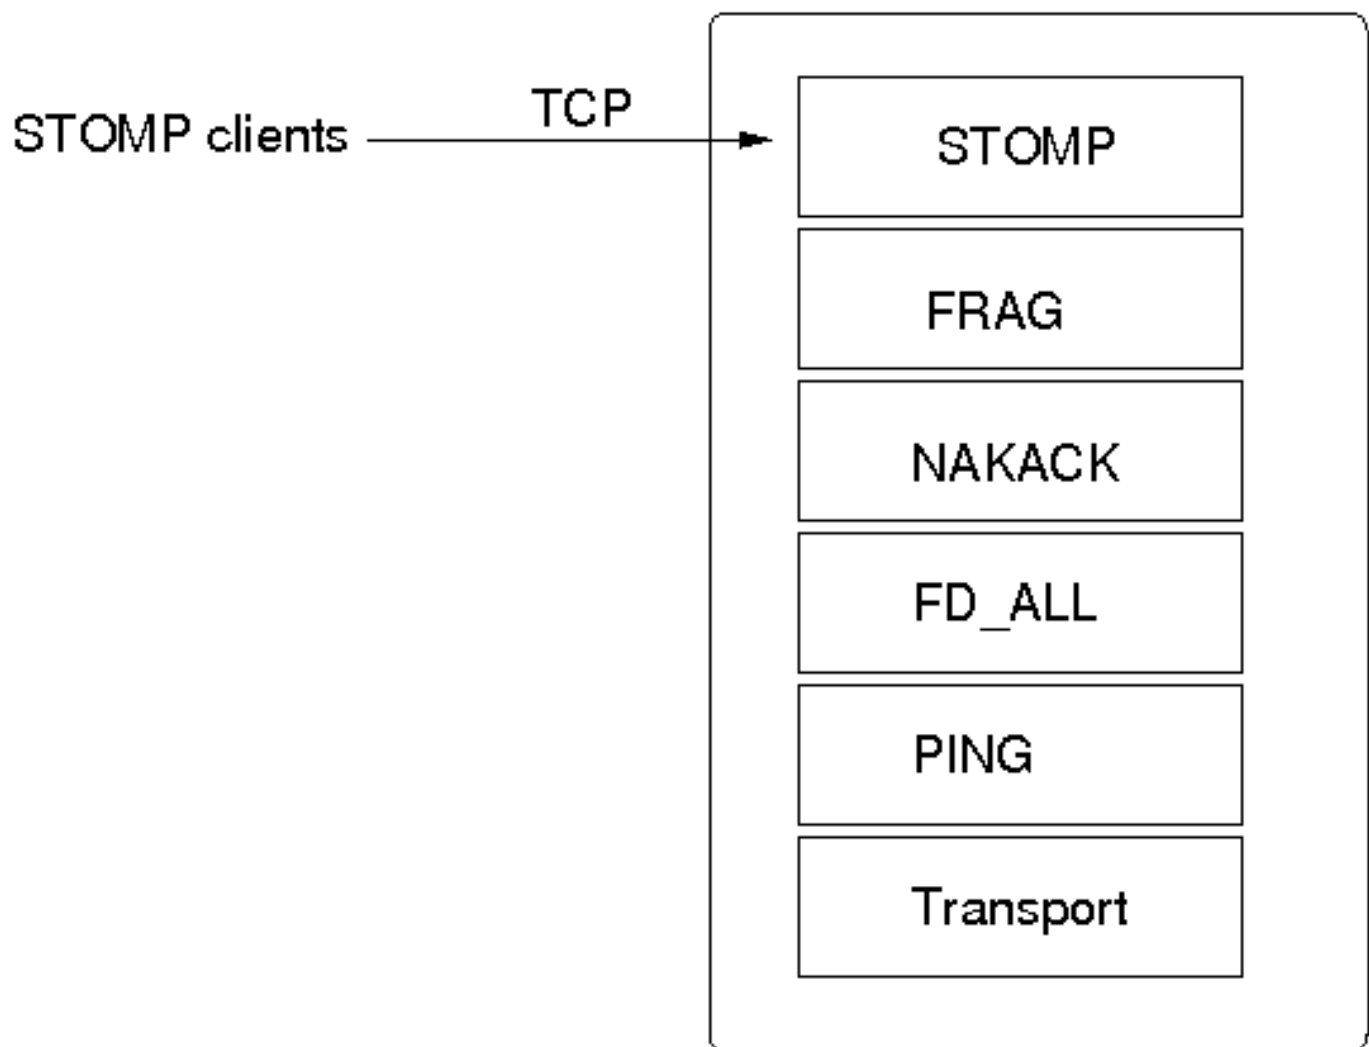 TCP
STOMP clients
STOMP
FRAG
NAKACK
FD_ALL
PING
Transport